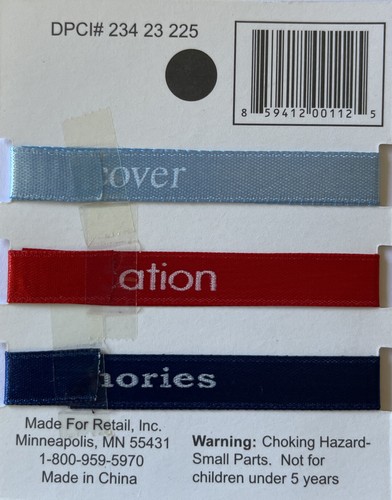 DPCI# 234 23 225
8 59412 00112 5
cover
ation
nories
Made For Retail, Inc.
Minneapolis, MN 55431
1-800-959-5970
Made in China
Warning: Choking Hazard-
Small Parts. Not for
children under 5 years